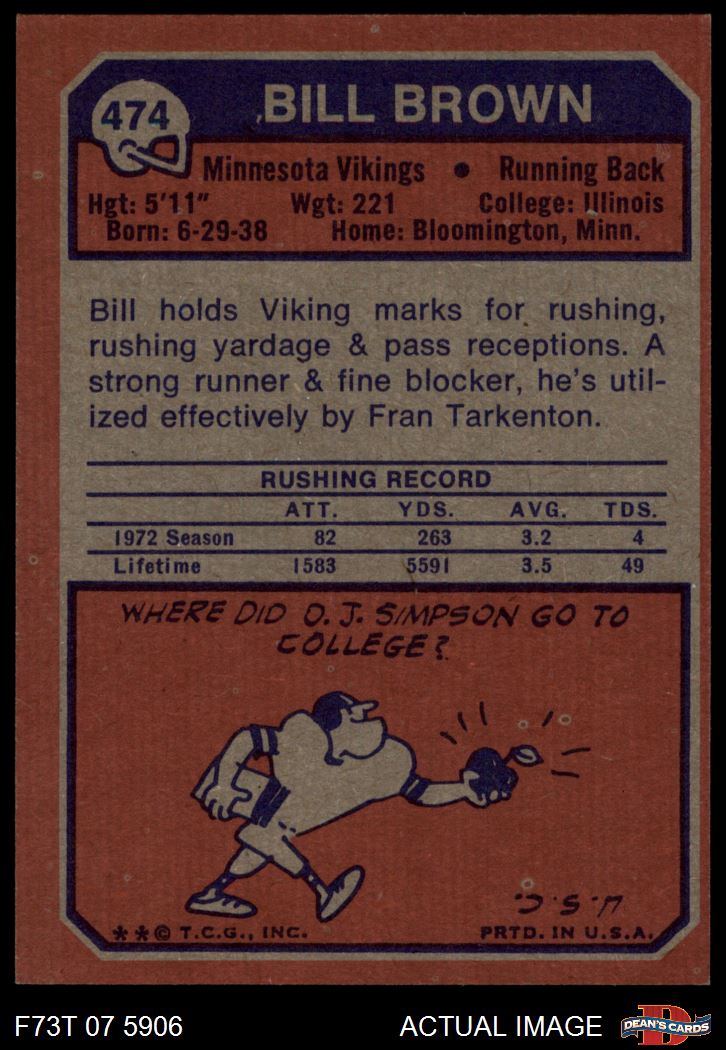 474
BILL BROWN
Minnesota Vikings • Running Back
Hgt: 5'11" Wgt: 221 College: Illinois
Born: 6-29-38 Home: Bloomington, Minn.
Bill holds Viking marks for rushing,
rushing yardage & pass receptions. A
strong runner & fine blocker, he's util-
ized effectively by Fran Tarkenton.
RUSHING RECORD
ATT. YDS. AVG. TDS.
1972 Season 82 263 3.2 4
Lifetime 1583 5591 3.5 49
WHERE DID O.J. SIMPSON GO TO
COLLEGE?
U.S.C.
**© T.C.G., INC. PRTD. IN U.S.A.
F73T 07 5906 ACTUAL IMAGE
D
DEAN'S CARDS